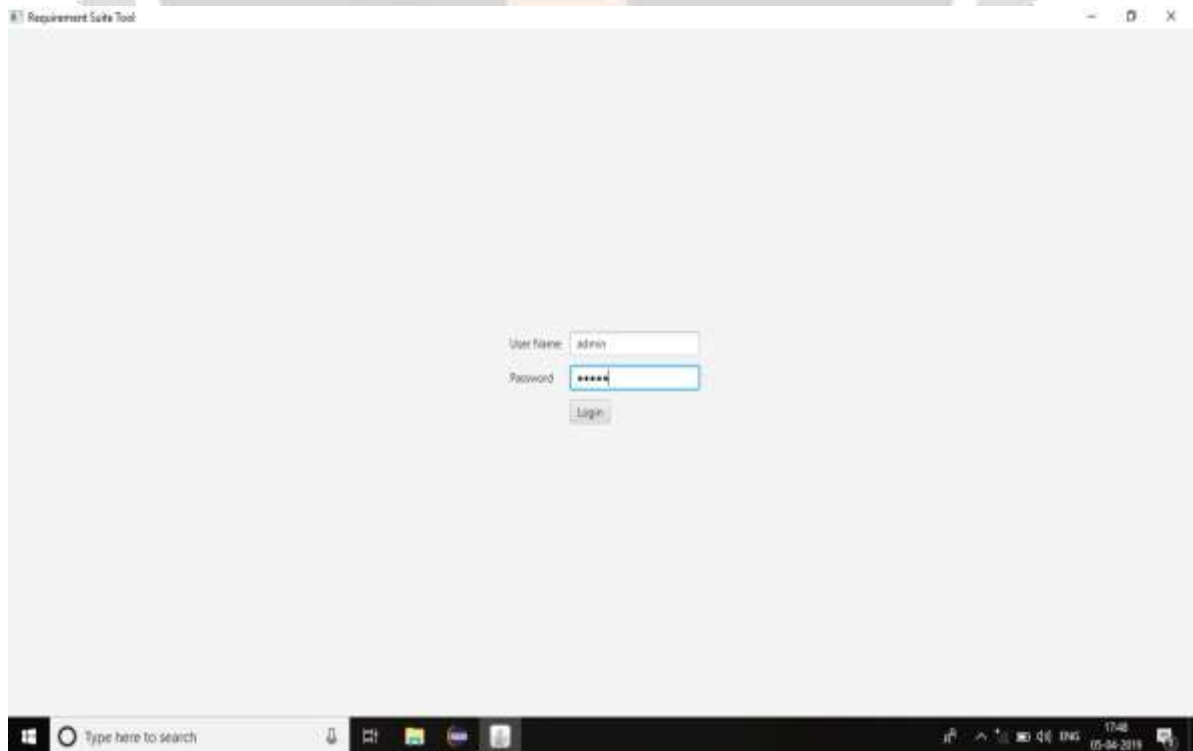 Requirement Suite Tool
User Name admin
Password •••••
Login
Type here to search
ENG 17:48
05-04-2019